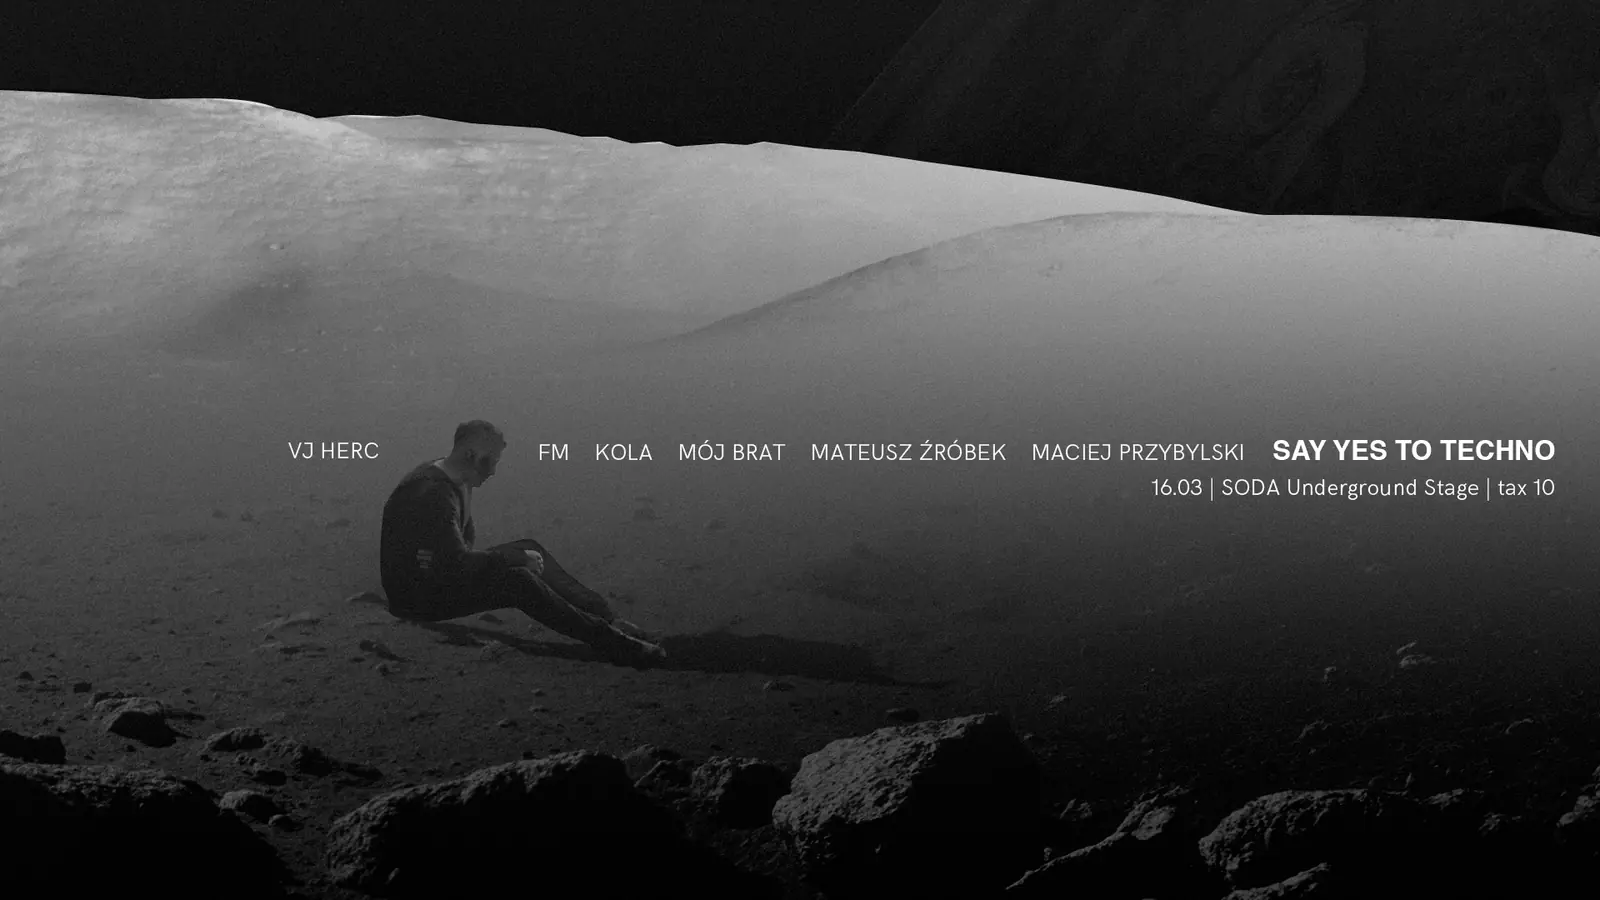 VJ HERC FM KOLA MÓJ BRAT MATEUSZ ŹRÓBEK MACIEJ PRZYBYLSKI SAY YES TO TECHNO
16.03 | SODA Underground Stage | tax 10